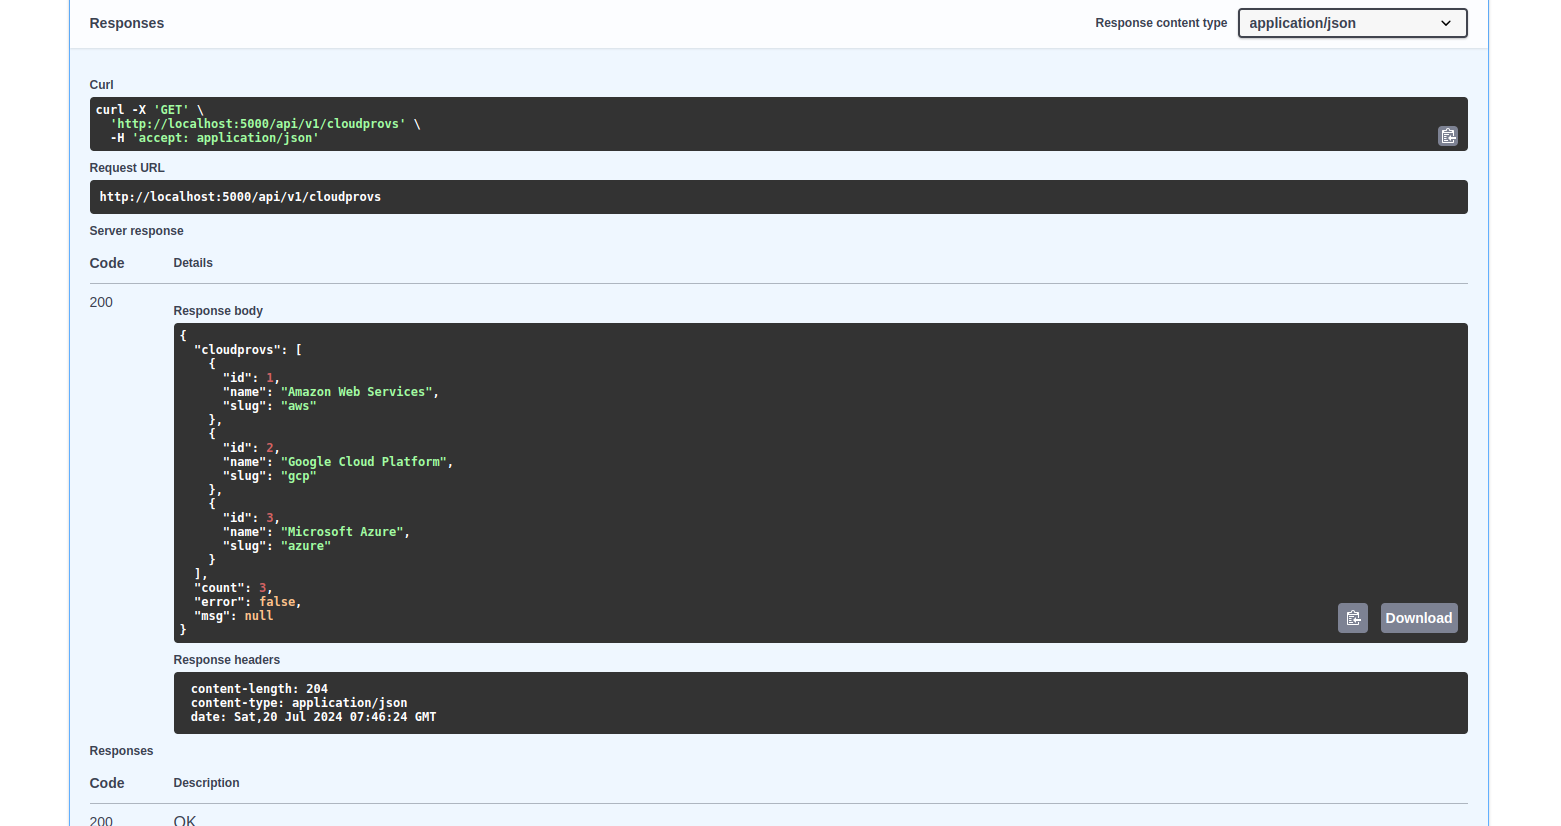 Responses
Response content type
application/json
Curl
curl -X 'GET' \
  'http://localhost:5000/api/v1/cloudprovs' \
  -H 'accept: application/json'
Request URL
http://localhost:5000/api/v1/cloudprovs
Server response
Code Details
200
Response body
{
  "cloudprovs": [
    {
      "id": 1,
      "name": "Amazon Web Services",
      "slug": "aws"
    },
    {
      "id": 2,
      "name": "Google Cloud Platform",
      "slug": "gcp"
    },
    {
      "id": 3,
      "name": "Microsoft Azure",
      "slug": "azure"
    }
  ],
  "count": 3,
  "error": false,
  "msg": null
}
Download
Response headers
content-length: 204
content-type: application/json
date: Sat,20 Jul 2024 07:46:24 GMT
Responses
Code Description
200 OK